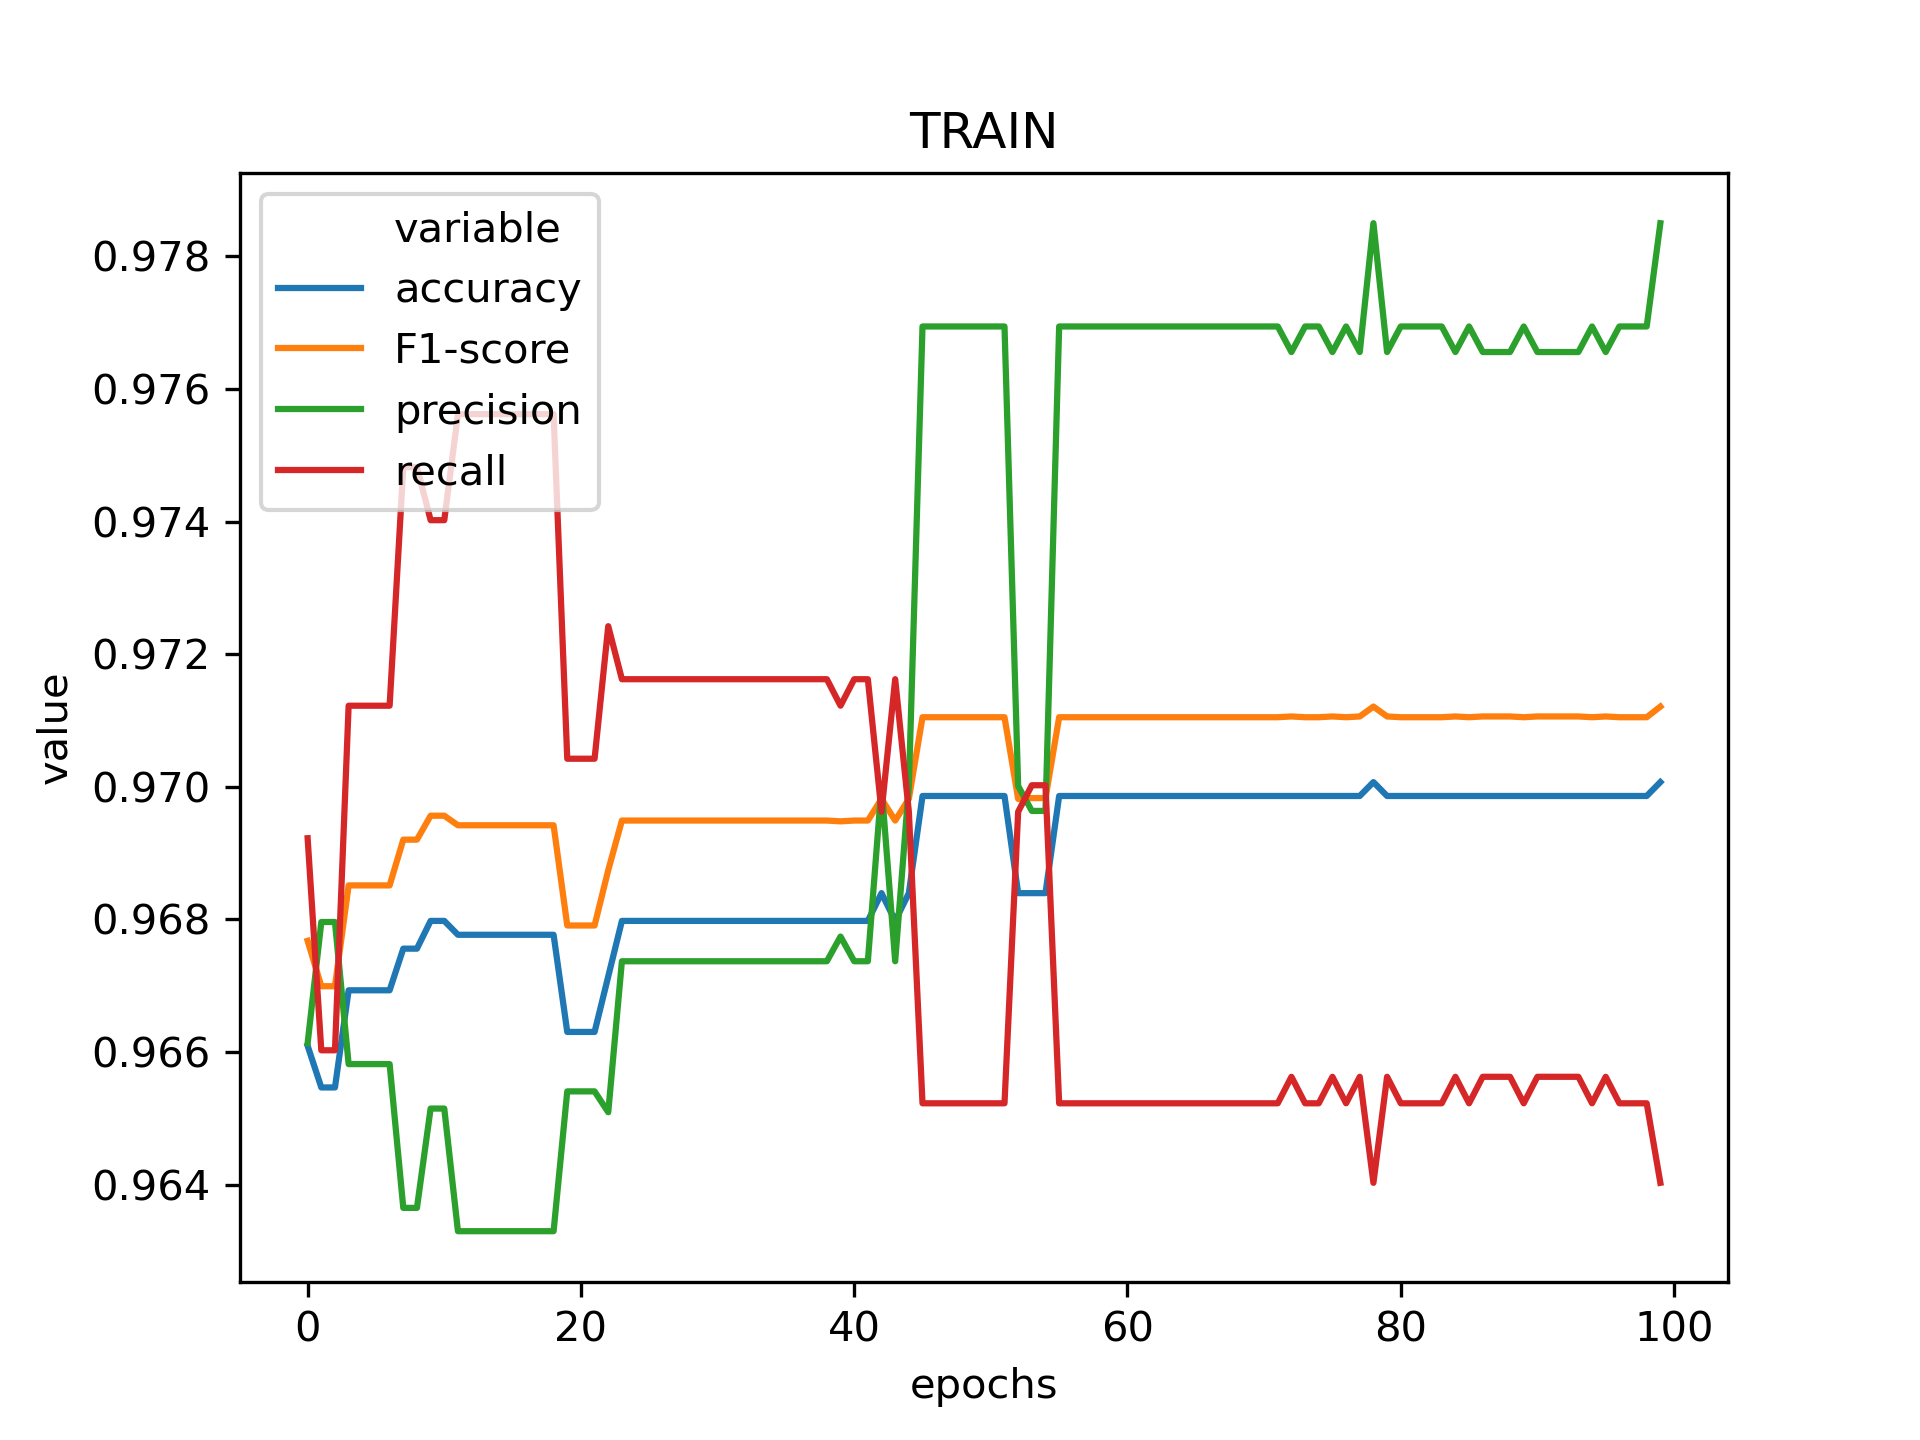 TRAIN
variable
accuracy
F1-score
precision
recall
value
0.978
0.976
0.974
0.972
0.970
0.968
0.966
0.964
0 20 40 60 80 100
epochs